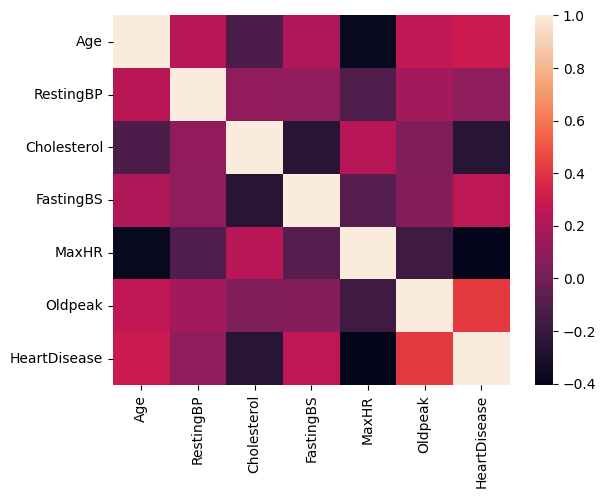 Age
RestingBP
Cholesterol
FastingBS
MaxHR
Oldpeak
HeartDisease
Age
RestingBP
Cholesterol
FastingBS
MaxHR
Oldpeak
HeartDisease
1.0
0.8
0.6
0.4
0.2
0.0
−0.2
−0.4